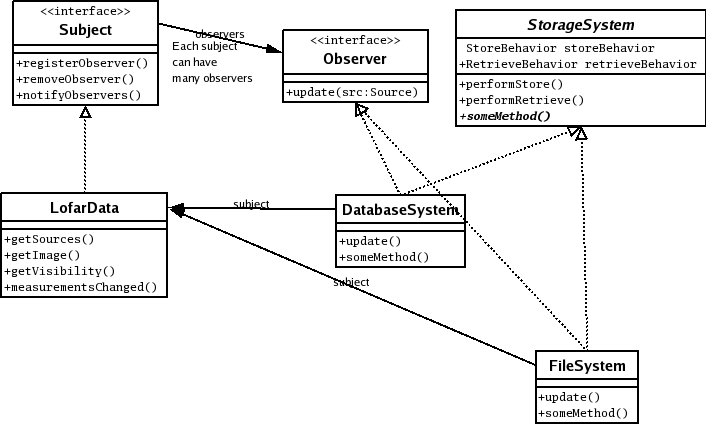 <<interface>>
Subject
+registerObserver()
+removeObserver()
+notifyObservers()
observers
Each subject
can have
many observers
<<interface>>
Observer
+update(src:Source)
StorageSystem
StoreBehavior storeBehavior
+RetrieveBehavior retrieveBehavior
+performStore()
+performRetrieve()
+someMethod()
LofarData
+getSources()
+getImage()
+getVisibility()
+measurementsChanged()
subject
DatabaseSystem
+update()
+someMethod()
subject
FileSystem
+update()
+someMethod()